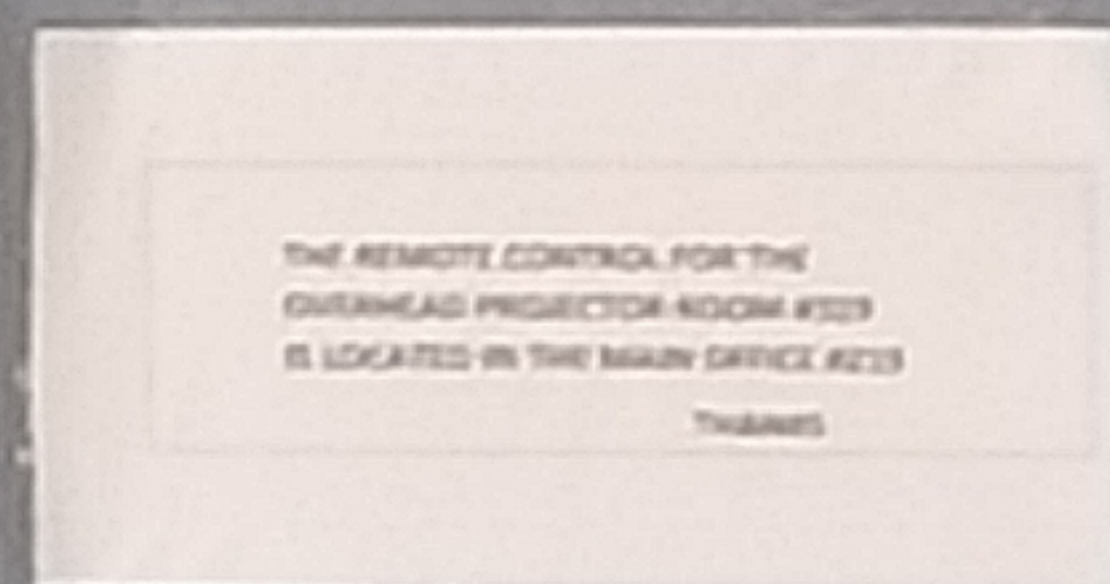 THE REMOTE CONTROL FOR THE
OVERHEAD PROJECTOR ROOM
IS LOCATED IN THE MAIN OFFICE
THANKS